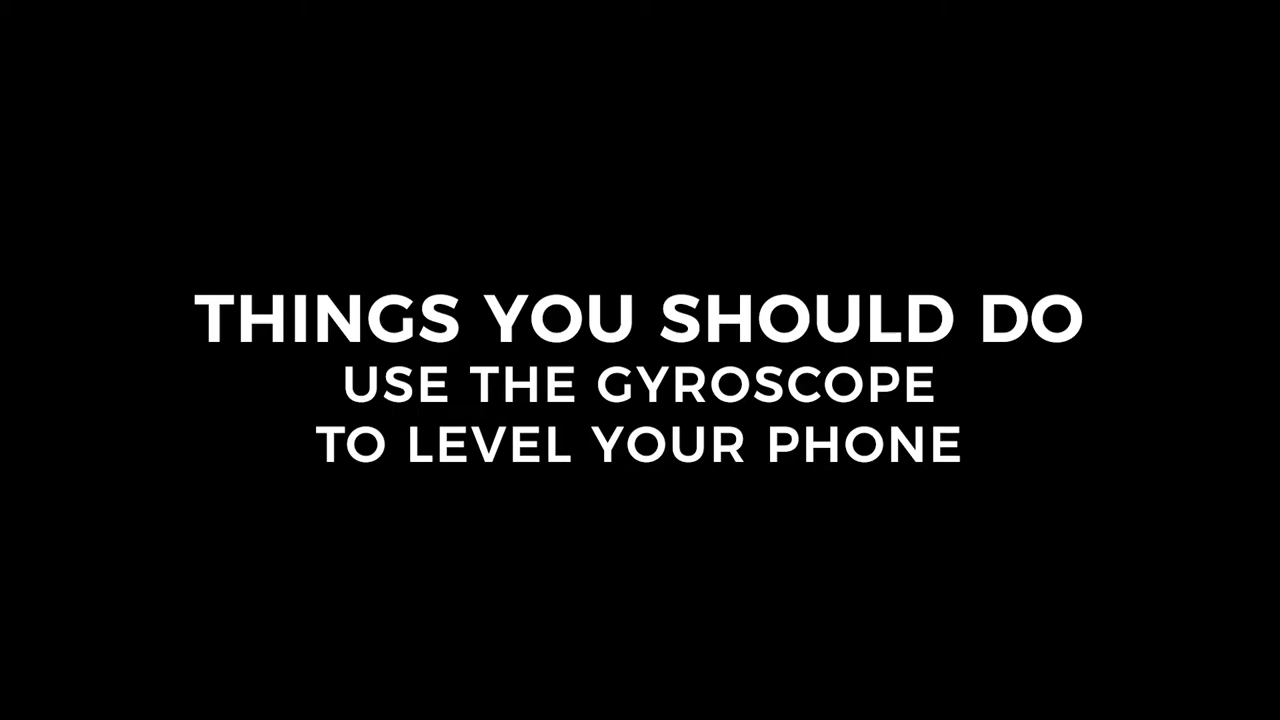 THINGS YOU SHOULD DO
USE THE GYROSCOPE
TO LEVEL YOUR PHONE